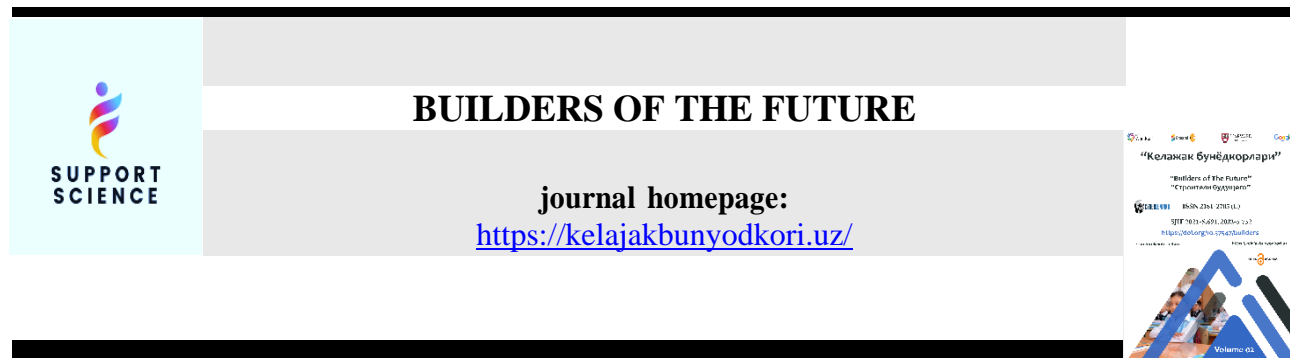 BUILDERS OF THE FUTURE
SUPPORT
SCIENCE
journal homepage:
https://kelajakbunyodkori.uz/
“Келажак бунёдкорлари”
“Builders of The Future”
“Строители будущего”
Volume 02